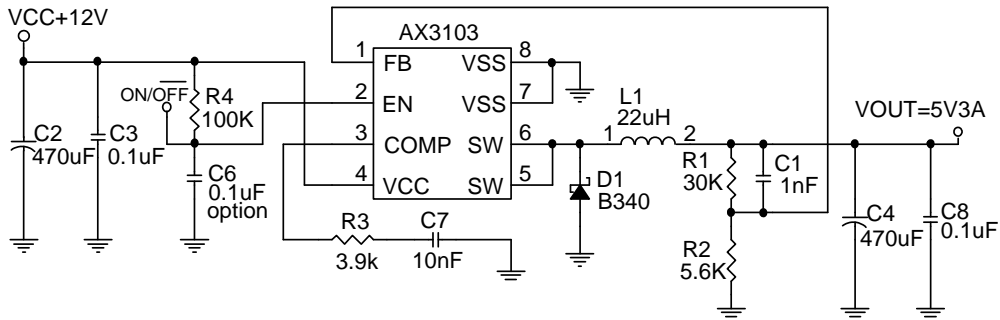 VCC+12V
AX3103
1 FB VSS 8
ON/OFF
R4
100K
2 EN VSS 7
L1
22uH
VOUT=5V3A
C2
470uF
C3
0.1uF
3 COMP SW 6
1 2
R1
30K
C1
1nF
C6
0.1uF
option
4 VCC SW 5
D1
B340
R3
3.9k
C7
10nF
R2
5.6K
C4
470uF
C8
0.1uF